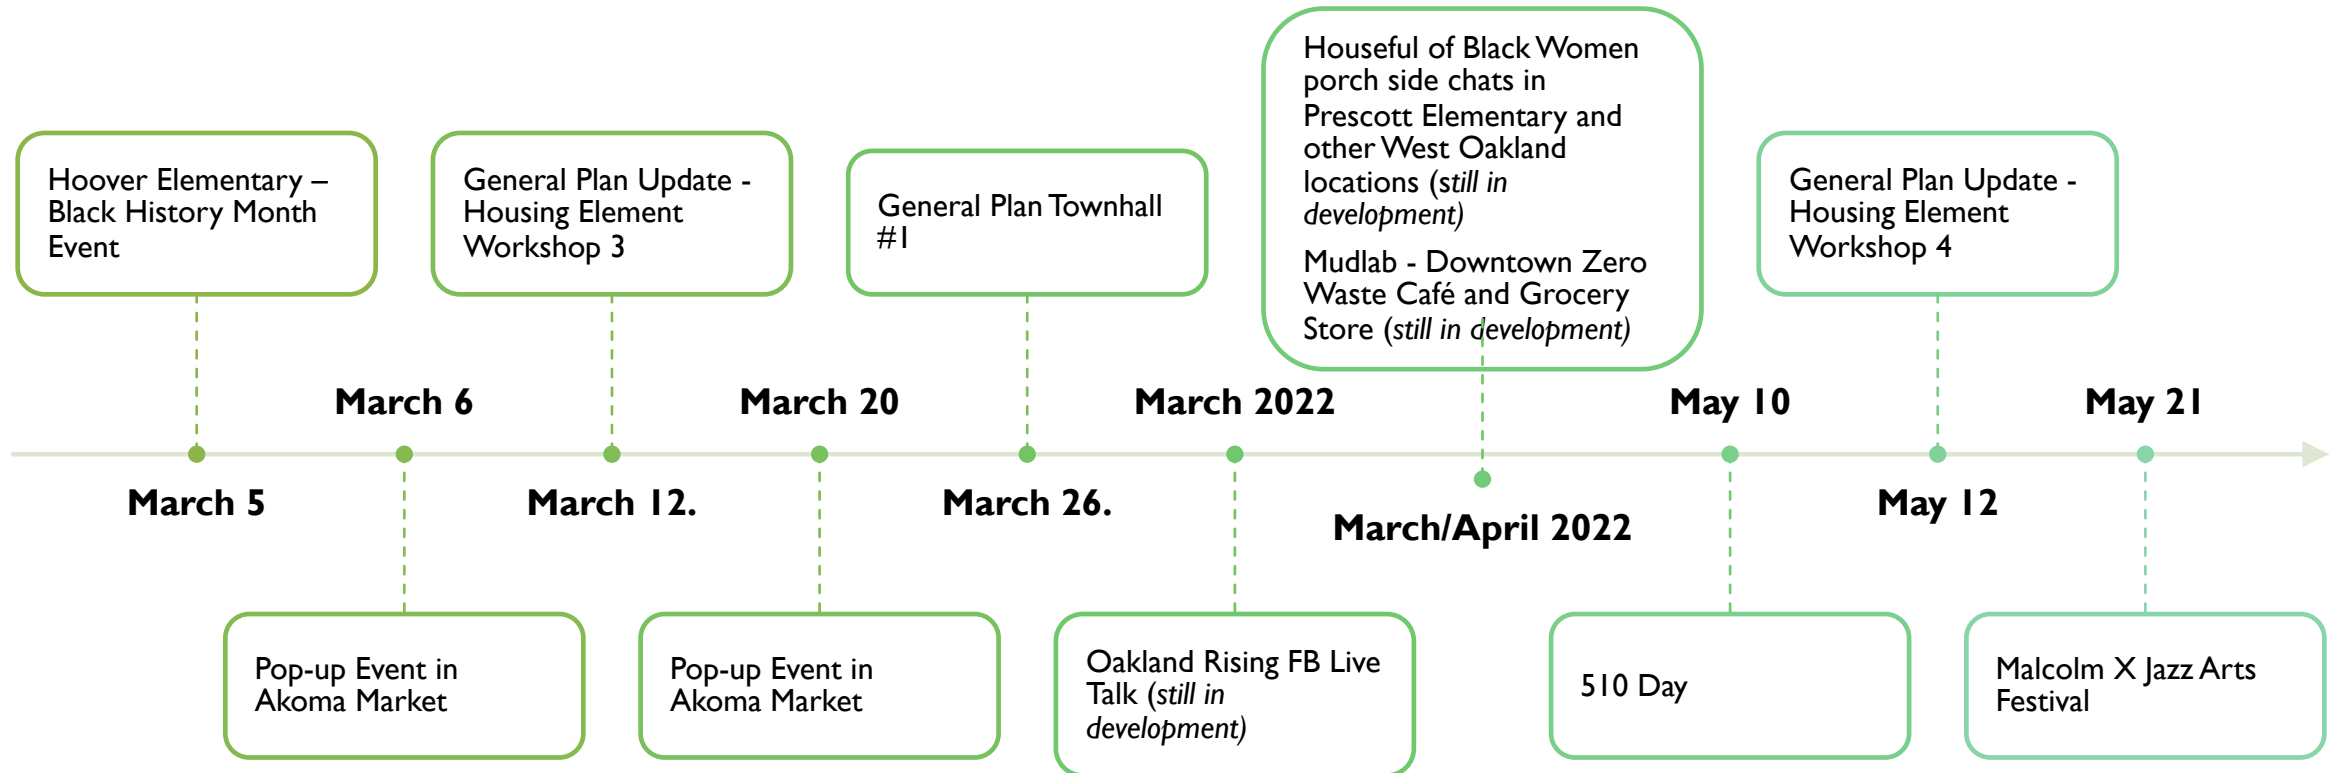 Hoover Elementary –
Black History Month
Event
March 5
March 6
Pop-up Event in
Akoma Market
General Plan Update -
Housing Element
Workshop 3
March 12.
March 20
Pop-up Event in
Akoma Market
General Plan Townhall
#1
March 26.
March 2022
Oakland Rising FB Live
Talk (still in
development)
Houseful of Black Women
porch side chats in
Prescott Elementary and
other West Oakland
locations (still in
development)
Mudlab - Downtown Zero
Waste Café and Grocery
Store (still in development)
March/April 2022
May 10
510 Day
General Plan Update -
Housing Element
Workshop 4
May 12
May 21
Malcolm X Jazz Arts
Festival